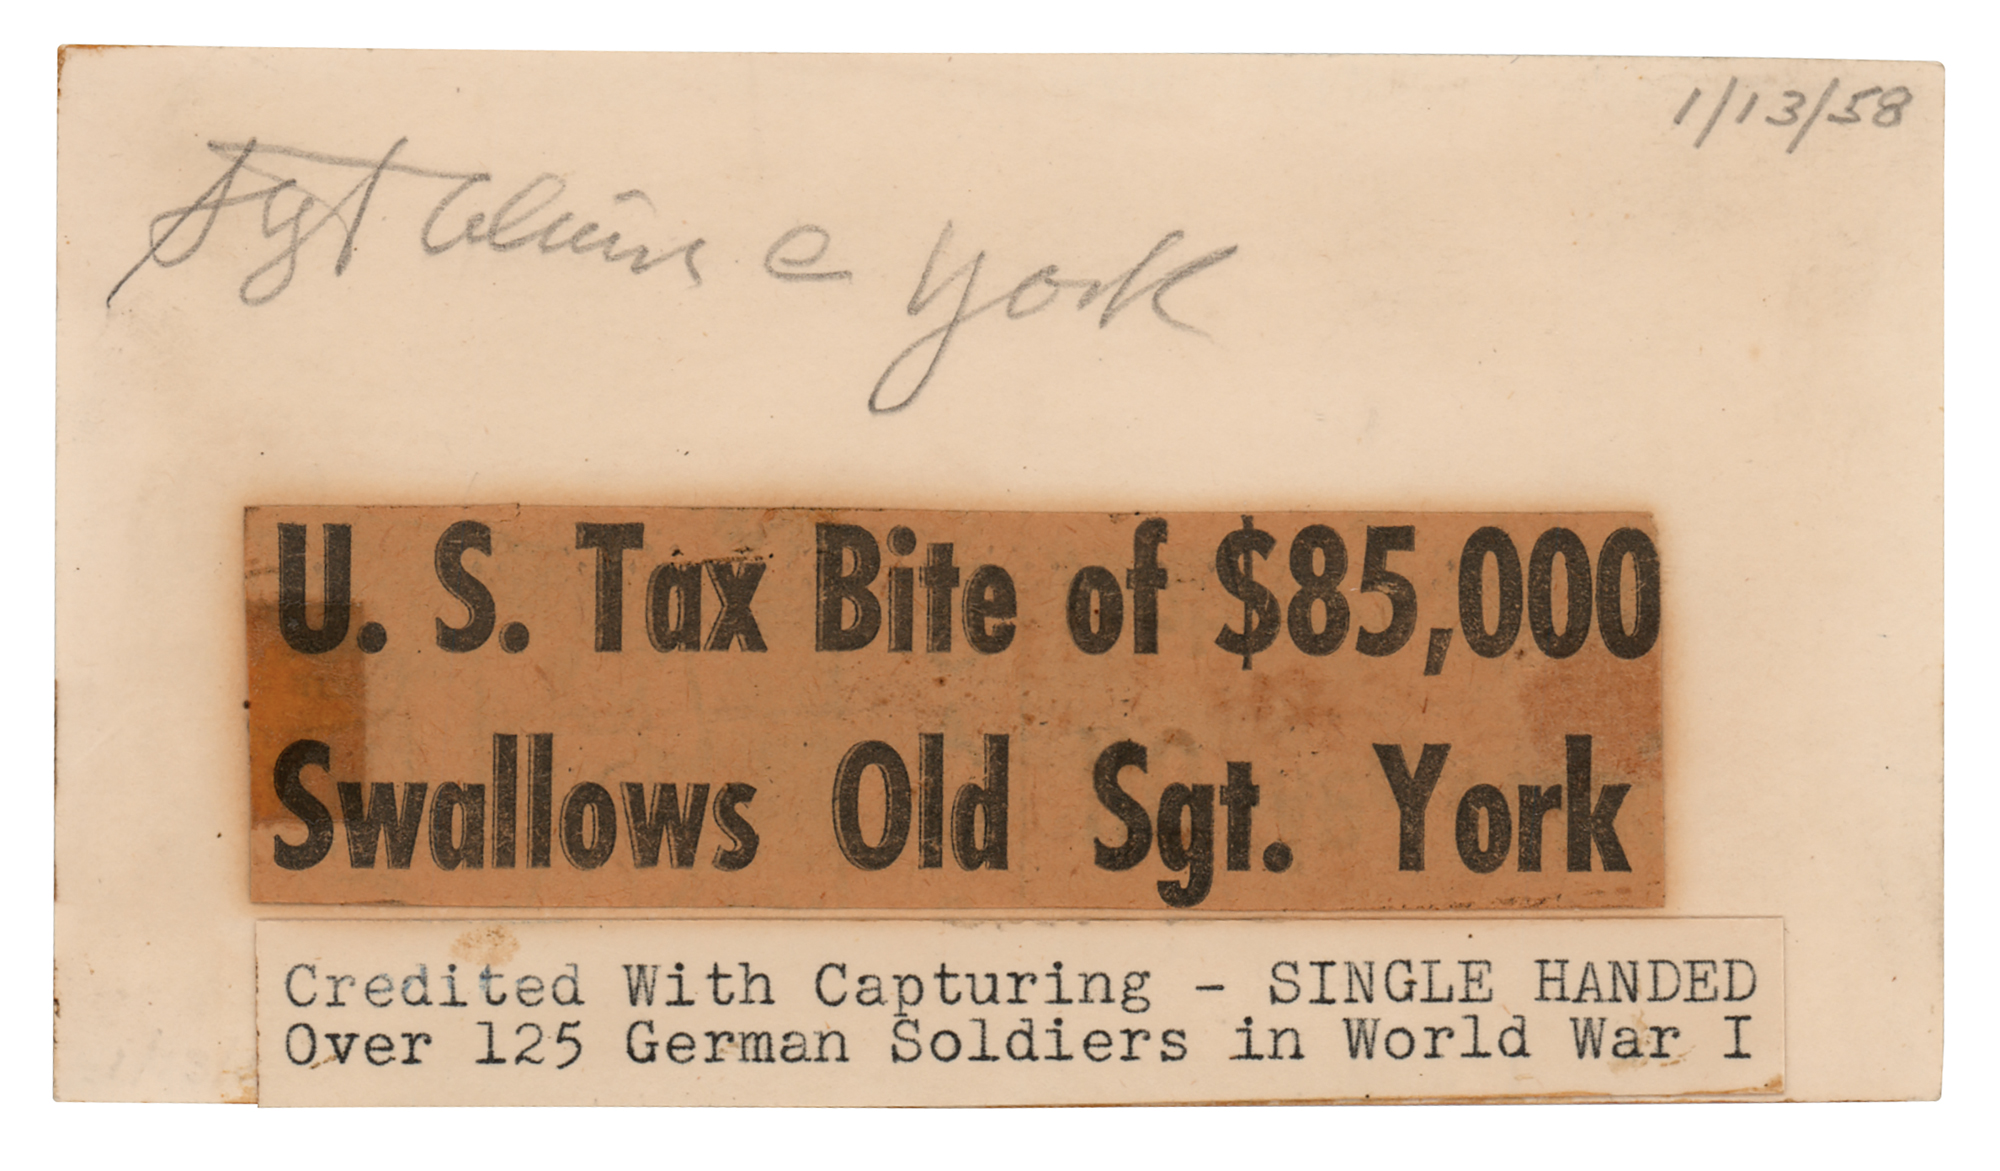 1/13/58
Sgt Alvin C York
U. S. Tax Bite of $85,000
Swallows Old Sgt. York
Credited With Capturing - SINGLE HANDED
Over 125 German Soldiers in World War I